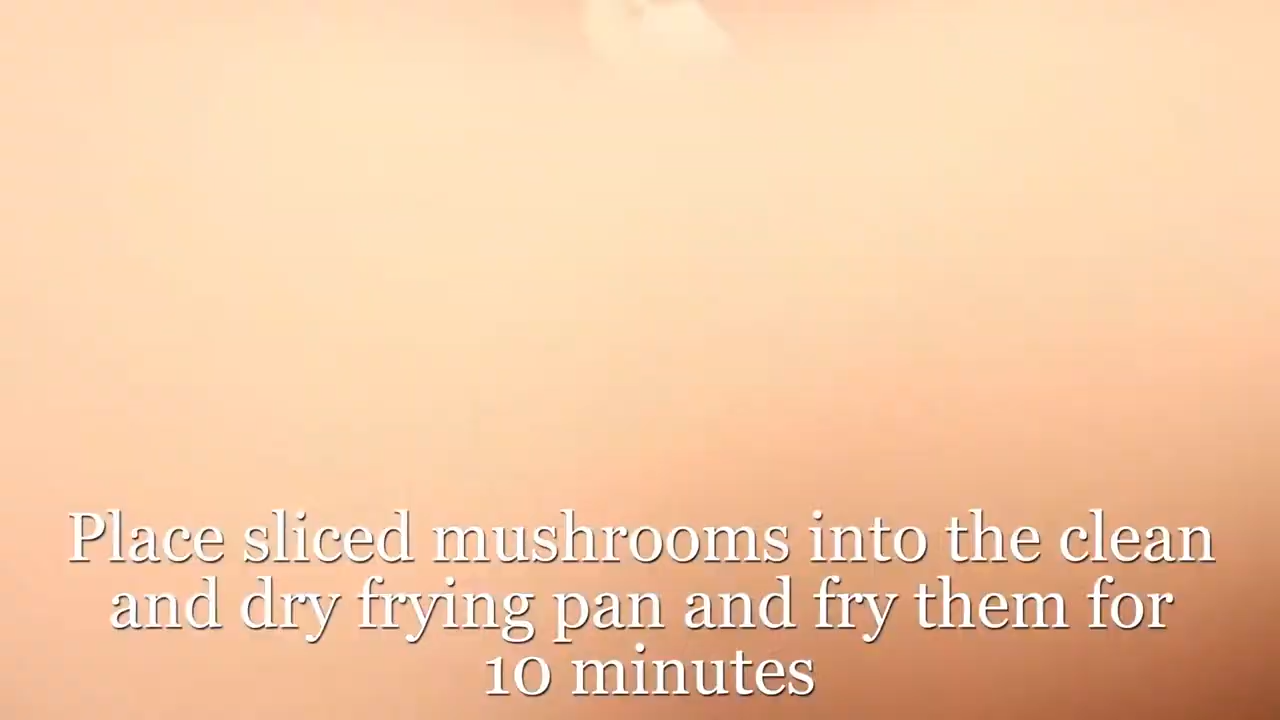 Place sliced mushrooms into the clean
and dry frying pan and fry them for
10 minutes